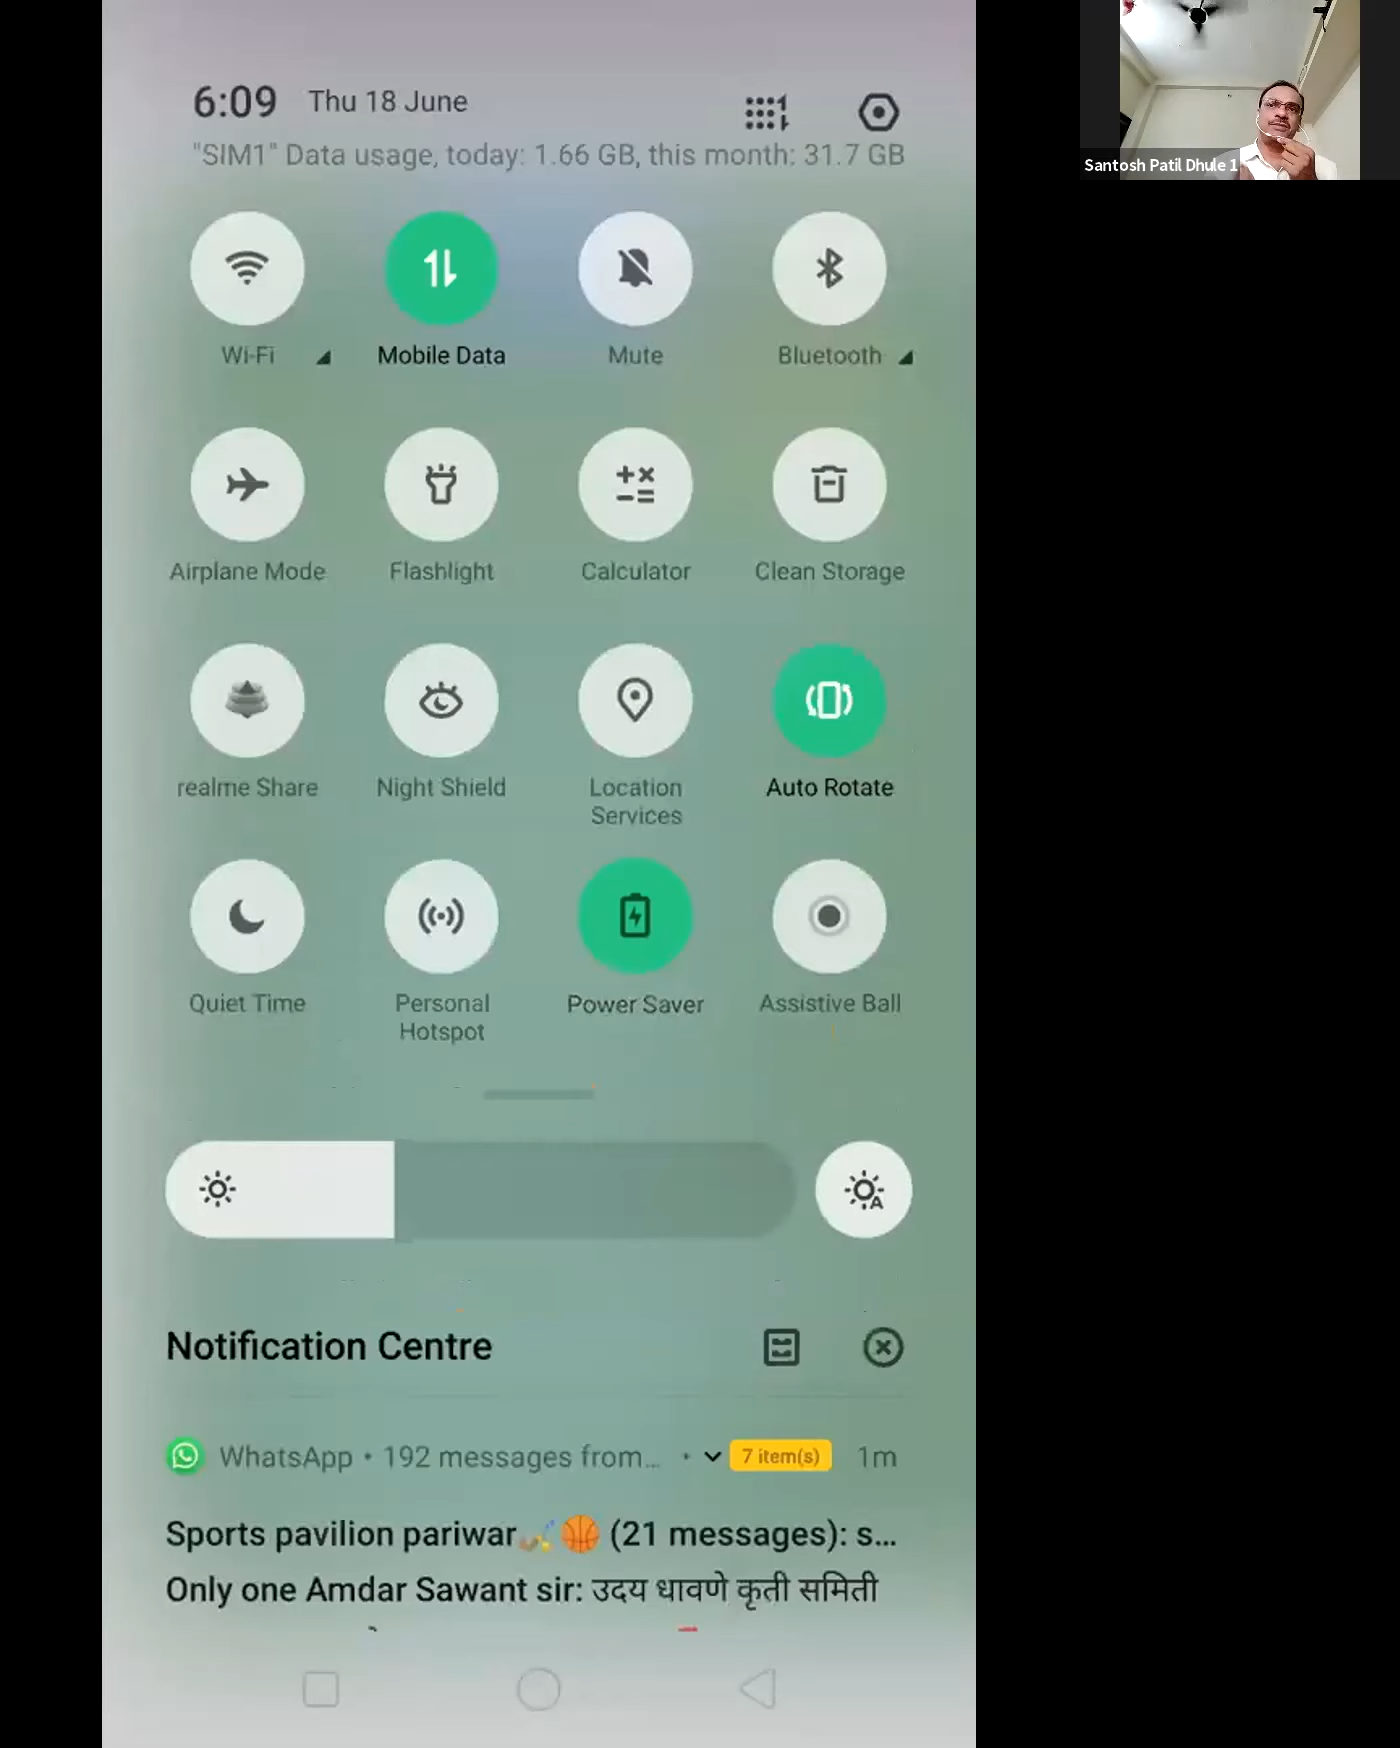 6:09 Thu 18 June
"SIM1" Data usage, today: 1.66 GB, this month: 31.7 GB
Santosh Patil Dhule 1
Wi-Fi Mobile Data Mute Bluetooth
Airplane Mode Flashlight Calculator Clean Storage
realme Share Night Shield Location Services Auto Rotate
Quiet Time Personal Hotspot Power Saver Assistive Ball
A
Notification Centre
WhatsApp • 192 messages from... • 7 item(s) 1m
Sports pavilion pariwar🏑🏀 (21 messages): s...
Only one Amdar Sawant sir: उदय धावणे कृती समिती